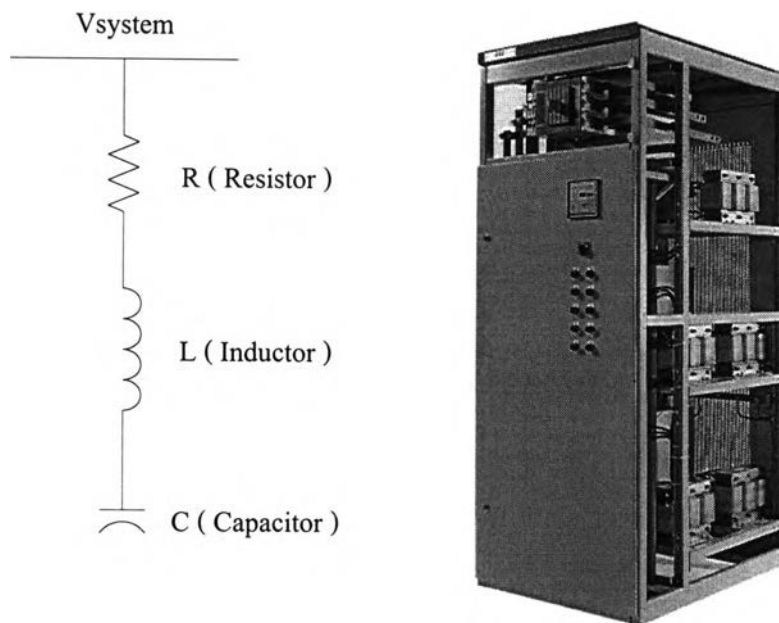 Vsystem
R ( Resistor )
L ( Inductor )
C ( Capacitor )